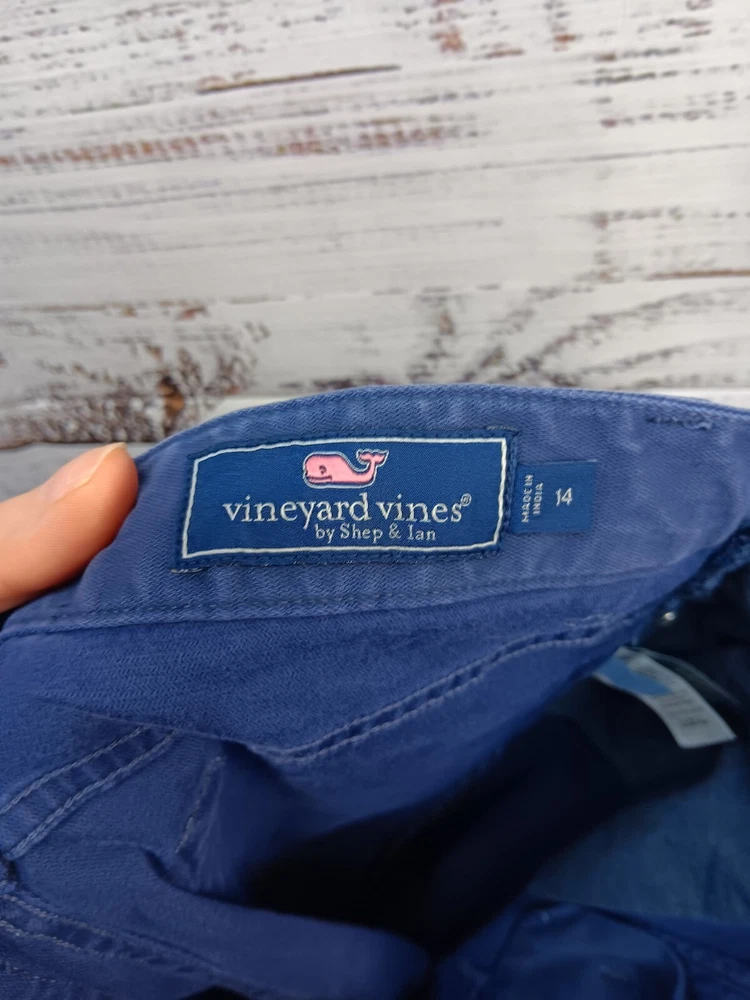 vineyard vines®
by Shep & Ian
MADE IN
INDIA
14